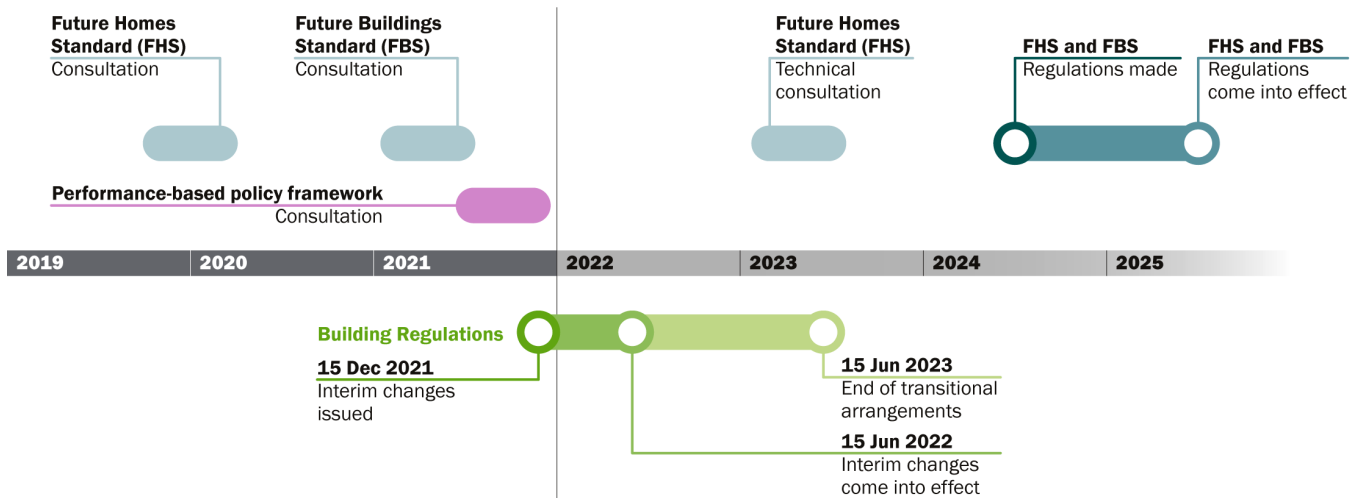 Future Homes
Standard (FHS)
Consultation
Future Buildings
Standard (FBS)
Consultation
Future Homes
Standard (FHS)
Technical
consultation
FHS and FBS
Regulations made
FHS and FBS
Regulations
come into effect
Performance-based policy framework
Consultation
2019
2020
2021
2022
2023
2024
2025
Building Regulations
15 Dec 2021
Interim changes
issued
15 Jun 2023
End of transitional
arrangements
15 Jun 2022
Interim changes
come into effect